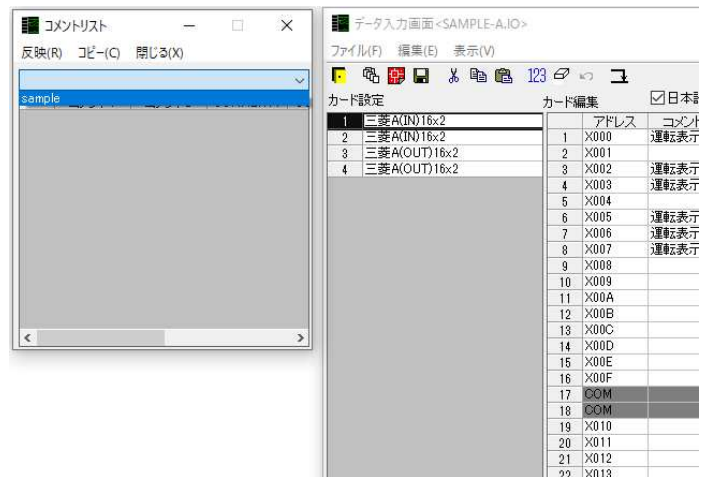 コメントリスト
反映(R) コピー(C) 閉じる(X)
sample
データ入力画面<SAMPLE-A.IO>
ファイル(F) 編集(E) 表示(V)
123
カード設定
1 三菱A(IN)16x2
2 三菱A(IN)16x2
3 三菱A(OUT)16x2
4 三菱A(OUT)16x2
カード編集
アドレス
1 X000 運転表示
2 X001
3 X002 運転表示
4 X003 運転表示
5 X004
6 X005 運転表示
7 X006 運転表示
8 X007 運転表示
9 X008
10 X009
11 X00A
12 X00B
13 X00C
14 X00D
15 X00E
16 X00F
17 COM
18 COM
19 X010
20 X011
21 X012
22 X013